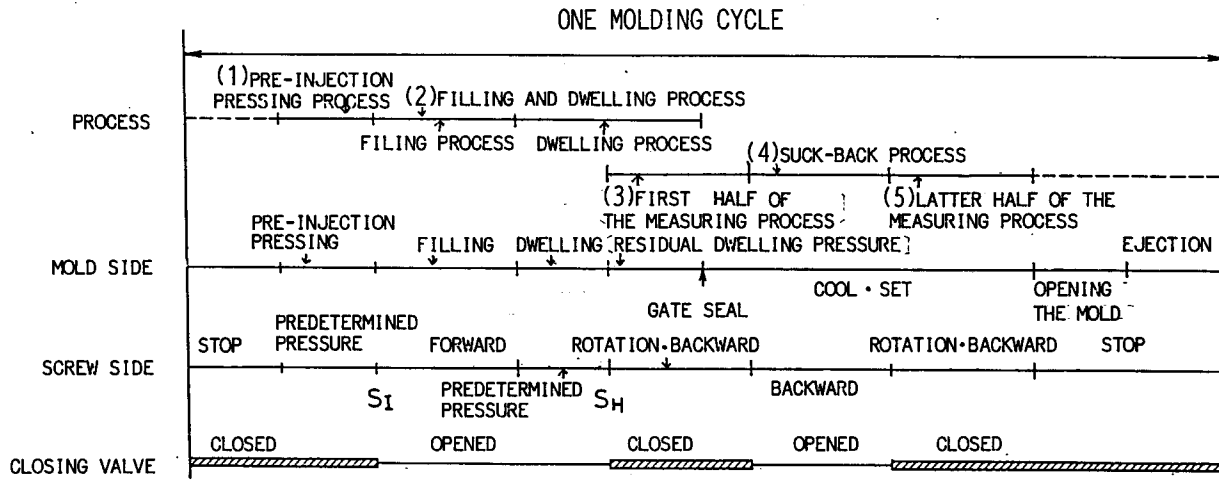 ONE MOLDING CYCLE
(1)PRE-INJECTION
PRESSING PROCESS
(2)FILLING AND DWELLING PROCESS
PROCESS
FILING PROCESS
DWELLING PROCESS
(4)SUCK-BACK PROCESS
(3)FIRST HALF OF
THE MEASURING PROCESS
(5)LATTER HALF OF THE
MEASURING PROCESS
PRE-INJECTION
PRESSING
FILLING
DWELLING
[RESIDUAL DWELLING PRESSURE]
EJECTION
MOLD SIDE
GATE SEAL
COOL・SET
OPENING
THE MOLD
STOP
PREDETERMINED
PRESSURE
FORWARD
ROTATION・BACKWARD
ROTATION・BACKWARD
STOP
SCREW SIDE
SI
PREDETERMINED
PRESSURE
SH
BACKWARD
CLOSED
OPENED
CLOSED
OPENED
CLOSED
CLOSING VALVE